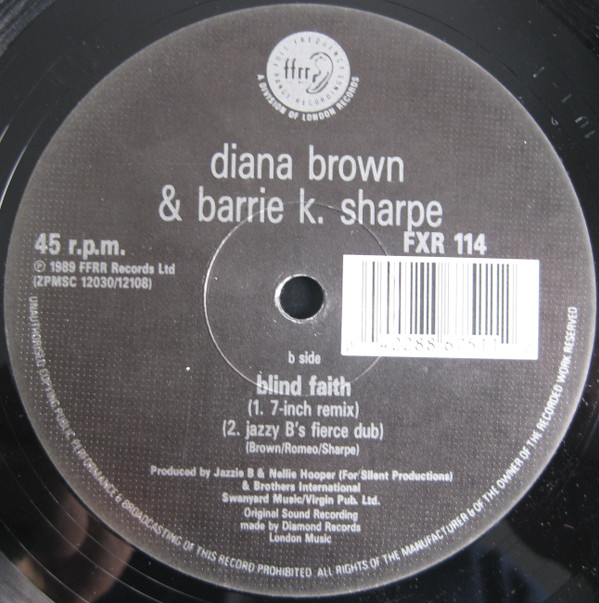 FULL FREQUENCY
ffrr
RANGE RECORDINGS
A DIVISION OF LONDON RECORDS
diana brown
& barrie k. sharpe
45 r.p.m.
FXR 114
℗ 1989 FFRR Records Ltd
(ZPMSC 12030/12108)
b side
blind faith
(1. 7-inch remix)
(2. jazzy B's fierce dub)
(Brown/Romeo/Sharpe)
Produced by Jazzie B & Nellie Hooper (For Silent Productions)
& Brothers International
Swanyard Music/Virgin Pub. Ltd.
Original Sound Recording
made by Diamond Records
London Music
UNAUTHORISED COPYING PUBLIC PERFORMANCE & BROADCASTING OF THIS RECORD PROHIBITED. ALL RIGHTS OF THE MANUFACTURER & OF THE OWNER OF THE RECORDED WORK RESERVED